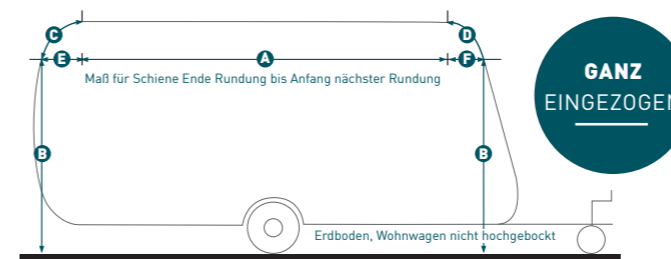 C
D
E
A
F
Maß für Schiene Ende Rundung bis Anfang nächster Rundung
GANZ
EINGEZOGEN
B
B
Erdboden, Wohnwagen nicht hochgebockt